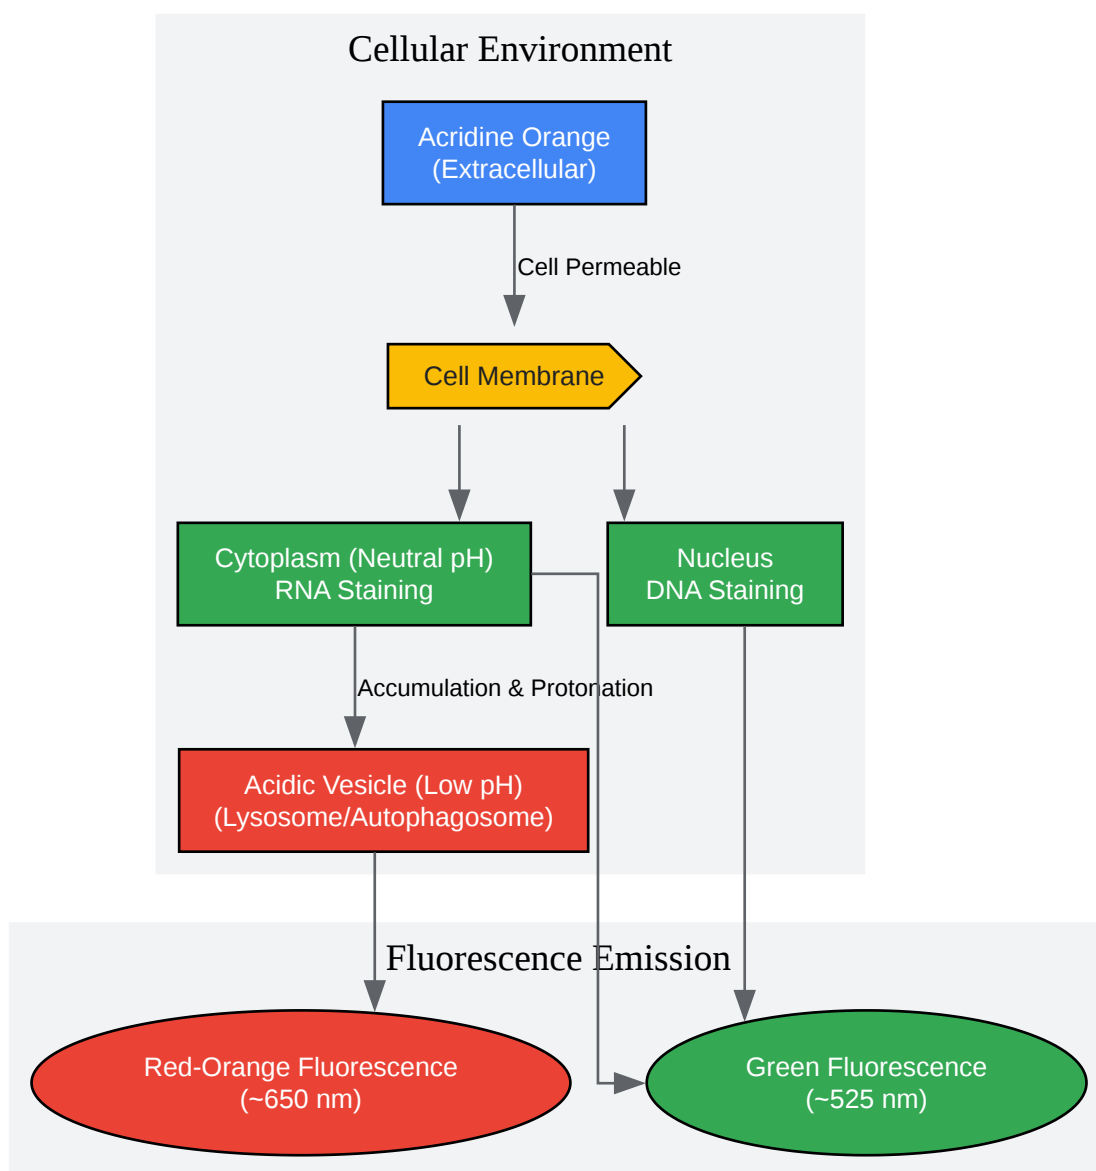 Cellular Environment
Acridine Orange
(Extracellular)
Cell Permeable
Cell Membrane
Cytoplasm (Neutral pH)
RNA Staining
Nucleus
DNA Staining
Accumulation & Protonation
Acidic Vesicle (Low pH)
(Lysosome/Autophagosome)
Fluorescence Emission
Red-Orange Fluorescence
(~650 nm)
Green Fluorescence
(~525 nm)